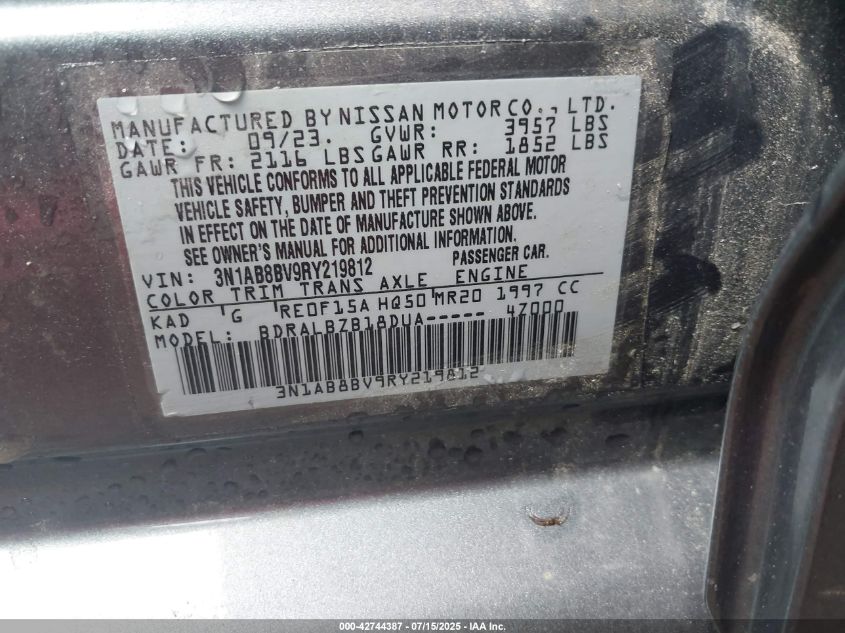 MANUFACTURED BY NISSAN MOTOR CO., LTD.
DATE: 09/23. GVWR: 3957 LBS
GAWR FR: 2116 LBS GAWR RR: 1852 LBS
THIS VEHICLE CONFORMS TO ALL APPLICABLE FEDERAL MOTOR
VEHICLE SAFETY, BUMPER AND THEFT PREVENTION STANDARDS
IN EFFECT ON THE DATE OF MANUFACTURE SHOWN ABOVE.
SEE OWNER'S MANUAL FOR ADDITIONAL INFORMATION.
VIN: 3N1AB8BV9RY219812 PASSENGER CAR.
COLOR TRIM TRANS AXLE ENGINE
KAD G RE0F15A HQ50 MR20 1997 CC
MODEL: BDRALBZB18DUA----- 4Z000
3N1AB8BV9RY219812
000-42744387 - 07/15/2025 - IAA Inc.